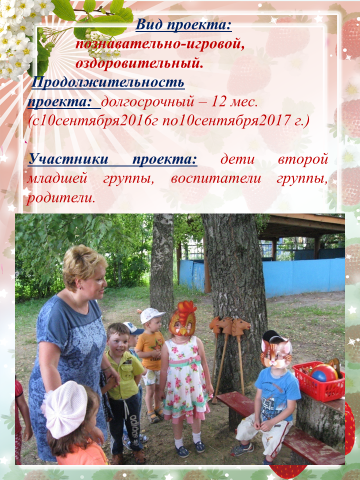 Вид проекта:
познавательно-игровой,
оздоровительный.
Продолжительность
проекта: долгосрочный – 12 мес.
(с10сентября2016г по10сентября2017 г.)
Участники проекта: дети второй
младшей группы, воспитатели группы,
родители.